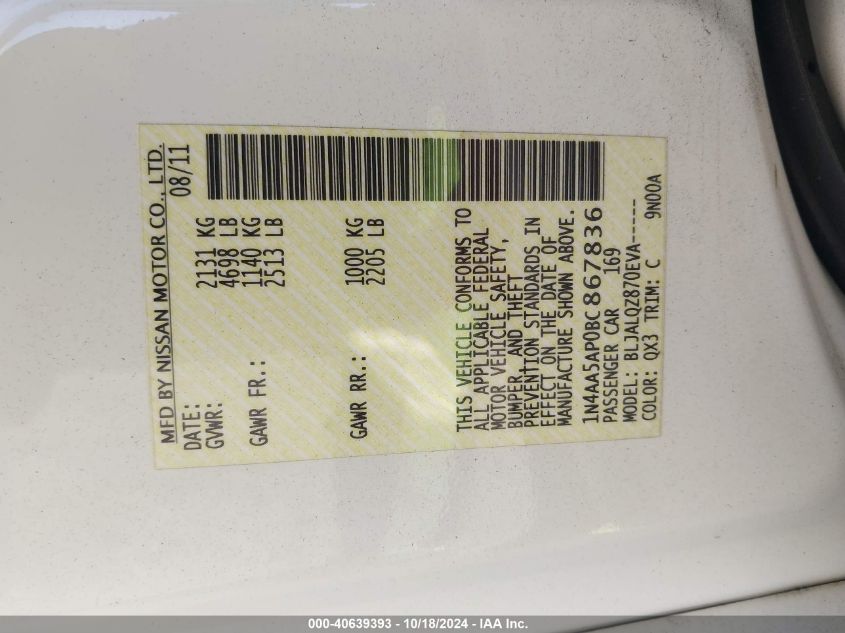 MFD BY NISSAN MOTOR CO., LTD.
DATE: 08/11
GVWR: 2131 KG
4698 LB
GAWR FR.: 1140 KG
2513 LB
GAWR RR.: 1000 KG
2205 LB
THIS VEHICLE CONFORMS TO
ALL APPLICABLE FEDERAL
MOTOR VEHICLE SAFETY,
BUMPER, AND THEFT
PREVENTION STANDARDS IN
EFFECT ON THE DATE OF
MANUFACTURE SHOWN ABOVE.
1N4AA5AP0BC867836
PASSENGER CAR 169
MODEL: BLJALQZ870EVA-----
COLOR: QX3 TRIM: C 9N00A
000-40639393 - 10/18/2024 - IAA Inc.